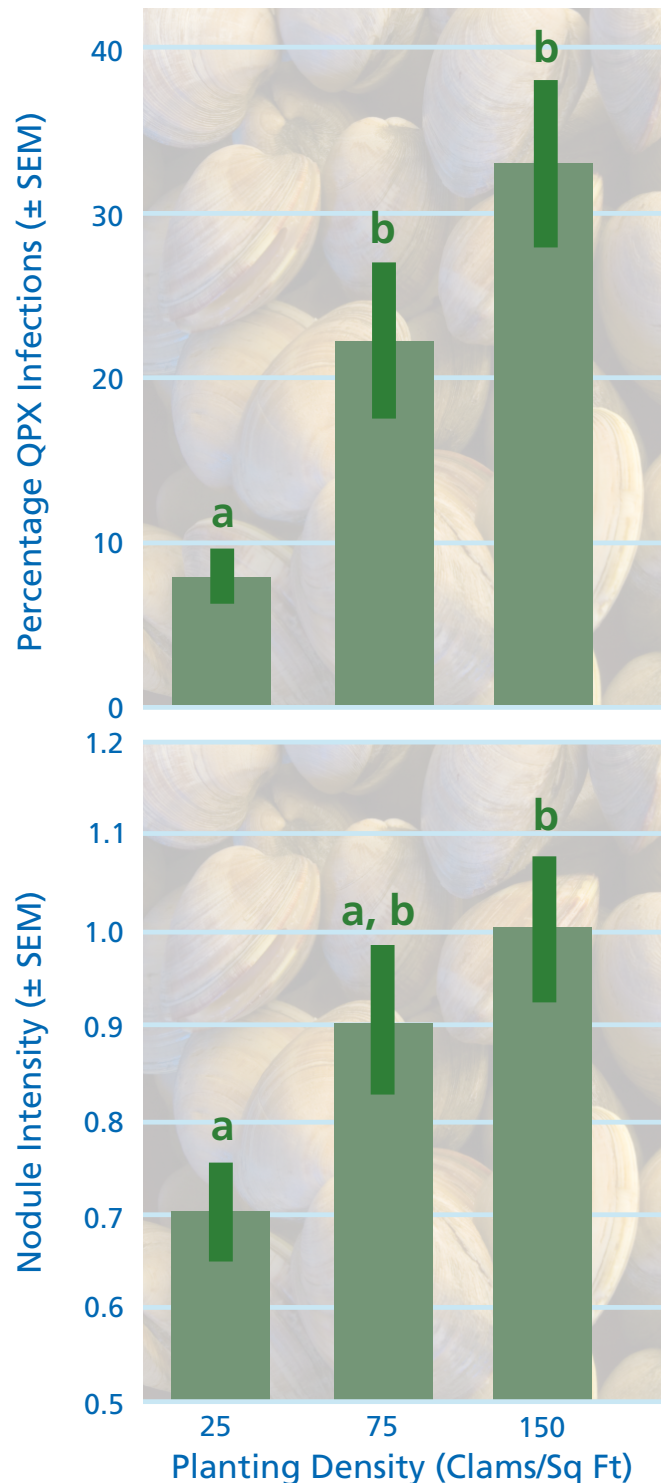 Percentage QPX Infections (± SEM)
40
30
20
10
0
a
b
b
Nodule Intensity (± SEM)
1.2
1.1
1.0
0.9
0.8
0.7
0.6
0.5
a
a, b
b
25 75 150
Planting Density (Clams/Sq Ft)